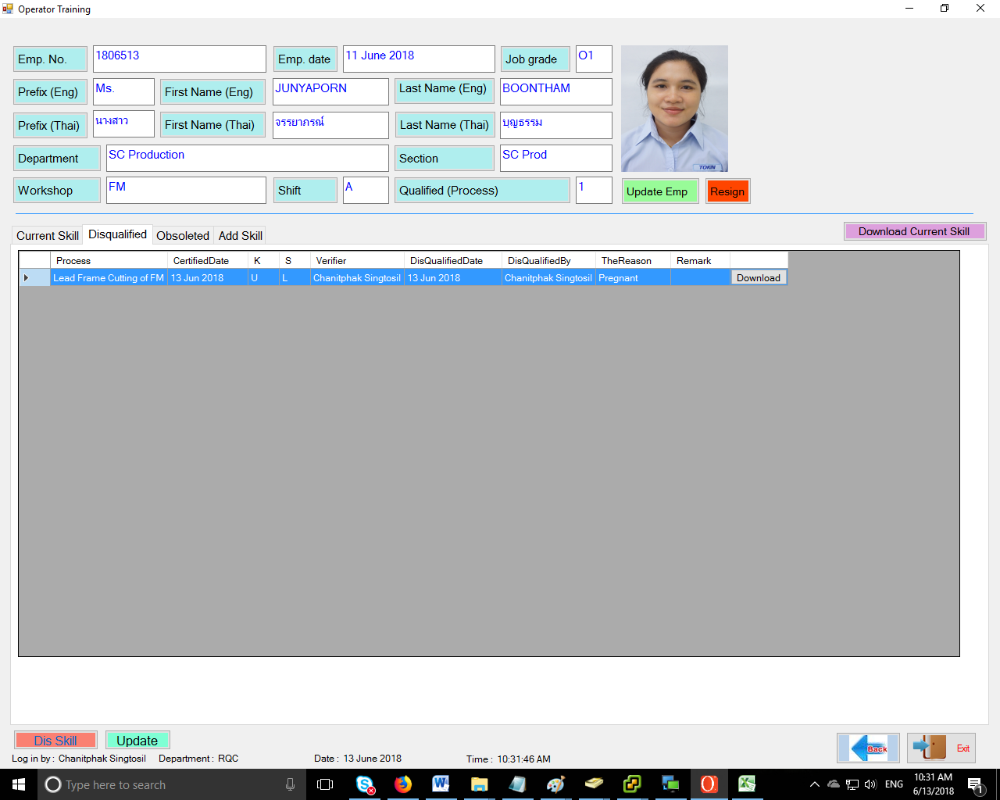 Operator Training
Emp. No. 1806513 Emp. date 11 June 2018 Job grade O1
Prefix (Eng) Ms. First Name (Eng) JUNYAPORN Last Name (Eng) BOONTHAM
Prefix (Thai) นางสาว First Name (Thai) จรรยาภรณ์ Last Name (Thai) บุญธรรม
Department SC Production Section SC Prod
TOKIN
Workshop FM Shift A Qualified (Process) 1 Update Emp Resign
Current Skill Disqualified Obsoleted Add Skill Download Current Skill
Process CertifiedDate K S Verifier DisQualifiedDate DisQualifiedBy TheReason Remark
Lead Frame Cutting of FM 13 Jun 2018 U L Chanitphak Singtosil 13 Jun 2018 Chanitphak Singtosil Pregnant Download
Dis Skill Update Back Exit
Log in by : Chanitphak Singtosil Department : RQC Date : 13 June 2018 Time : 10:31:46 AM
Type here to search ENG 10:31 AM
6/13/2018 1